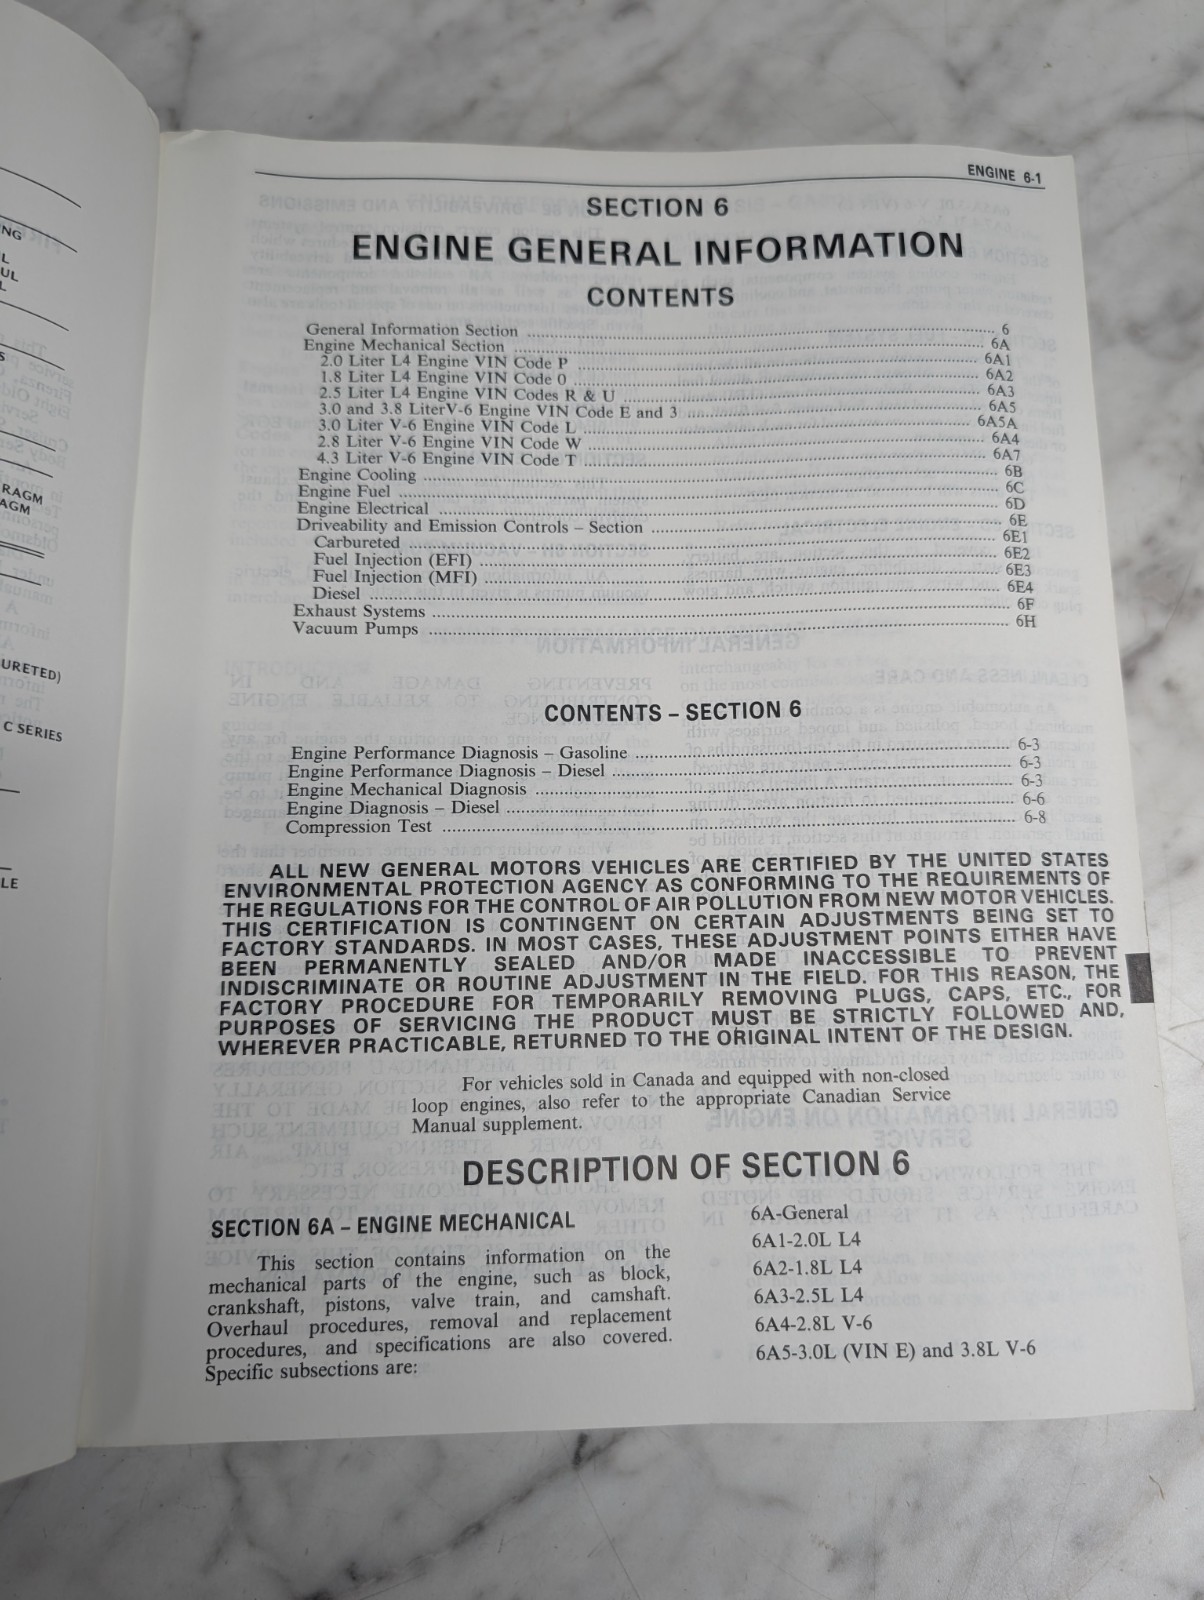 NG
L
UL
L
S
RAGM
AGM
URETED)
C SERIES
LE
ENGINE 6-1
SECTION 6
ENGINE GENERAL INFORMATION
CONTENTS
General Information Section ........ 6
Engine Mechanical Section ........ 6A
2.0 Liter L4 Engine VIN Code P ........ 6A1
1.8 Liter L4 Engine VIN Code 0 ........ 6A2
2.5 Liter L4 Engine VIN Codes R & U ........ 6A3
3.0 and 3.8 LiterV-6 Engine VIN Code E and 3 ........ 6A5
3.0 Liter V-6 Engine VIN Code L ........ 6A5A
2.8 Liter V-6 Engine VIN Code W ........ 6A4
4.3 Liter V-6 Engine VIN Code T ........ 6A7
Engine Cooling ........ 6B
Engine Fuel ........ 6C
Engine Electrical ........ 6D
Driveability and Emission Controls – Section ........ 6E
Carbureted ........ 6E1
Fuel Injection (EFI) ........ 6E2
Fuel Injection (MFI) ........ 6E3
Diesel ........ 6E4
Exhaust Systems ........ 6F
Vacuum Pumps ........ 6H
CONTENTS – SECTION 6
Engine Performance Diagnosis – Gasoline ........ 6-3
Engine Performance Diagnosis – Diesel ........ 6-3
Engine Mechanical Diagnosis ........ 6-3
Engine Diagnosis – Diesel ........ 6-6
Compression Test ........ 6-8
ALL NEW GENERAL MOTORS VEHICLES ARE CERTIFIED BY THE UNITED STATES
ENVIRONMENTAL PROTECTION AGENCY AS CONFORMING TO THE REQUIREMENTS OF
THE REGULATIONS FOR THE CONTROL OF AIR POLLUTION FROM NEW MOTOR VEHICLES.
THIS CERTIFICATION IS CONTINGENT ON CERTAIN ADJUSTMENTS BEING SET TO
FACTORY STANDARDS. IN MOST CASES, THESE ADJUSTMENT POINTS EITHER HAVE
BEEN PERMANENTLY SEALED AND/OR MADE INACCESSIBLE TO PREVENT
INDISCRIMINATE OR ROUTINE ADJUSTMENT IN THE FIELD. FOR THIS REASON, THE
FACTORY PROCEDURE FOR TEMPORARILY REMOVING PLUGS, CAPS, ETC., FOR
PURPOSES OF SERVICING THE PRODUCT MUST BE STRICTLY FOLLOWED AND,
WHEREVER PRACTICABLE, RETURNED TO THE ORIGINAL INTENT OF THE DESIGN.
For vehicles sold in Canada and equipped with non-closed
loop engines, also refer to the appropriate Canadian Service
Manual supplement.
DESCRIPTION OF SECTION 6
SECTION 6A – ENGINE MECHANICAL
This section contains information on the
mechanical parts of the engine, such as block,
crankshaft, pistons, valve train, and camshaft.
Overhaul procedures, removal and replacement
procedures, and specifications are also covered.
Specific subsections are:
6A-General
6A1-2.0L L4
6A2-1.8L L4
6A3-2.5L L4
6A4-2.8L V-6
6A5-3.0L (VIN E) and 3.8L V-6